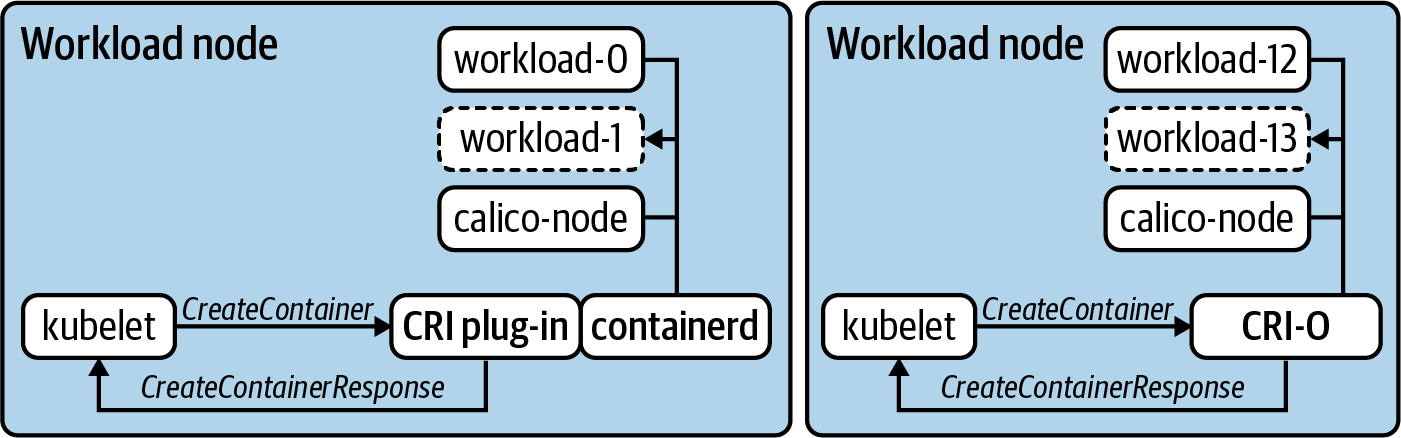 Workload node
workload-0
workload-1
calico-node
kubelet
CreateContainer
CRI plug-in
containerd
CreateContainerResponse
Workload node
workload-12
workload-13
calico-node
kubelet
CreateContainer
CRI-O
CreateContainerResponse